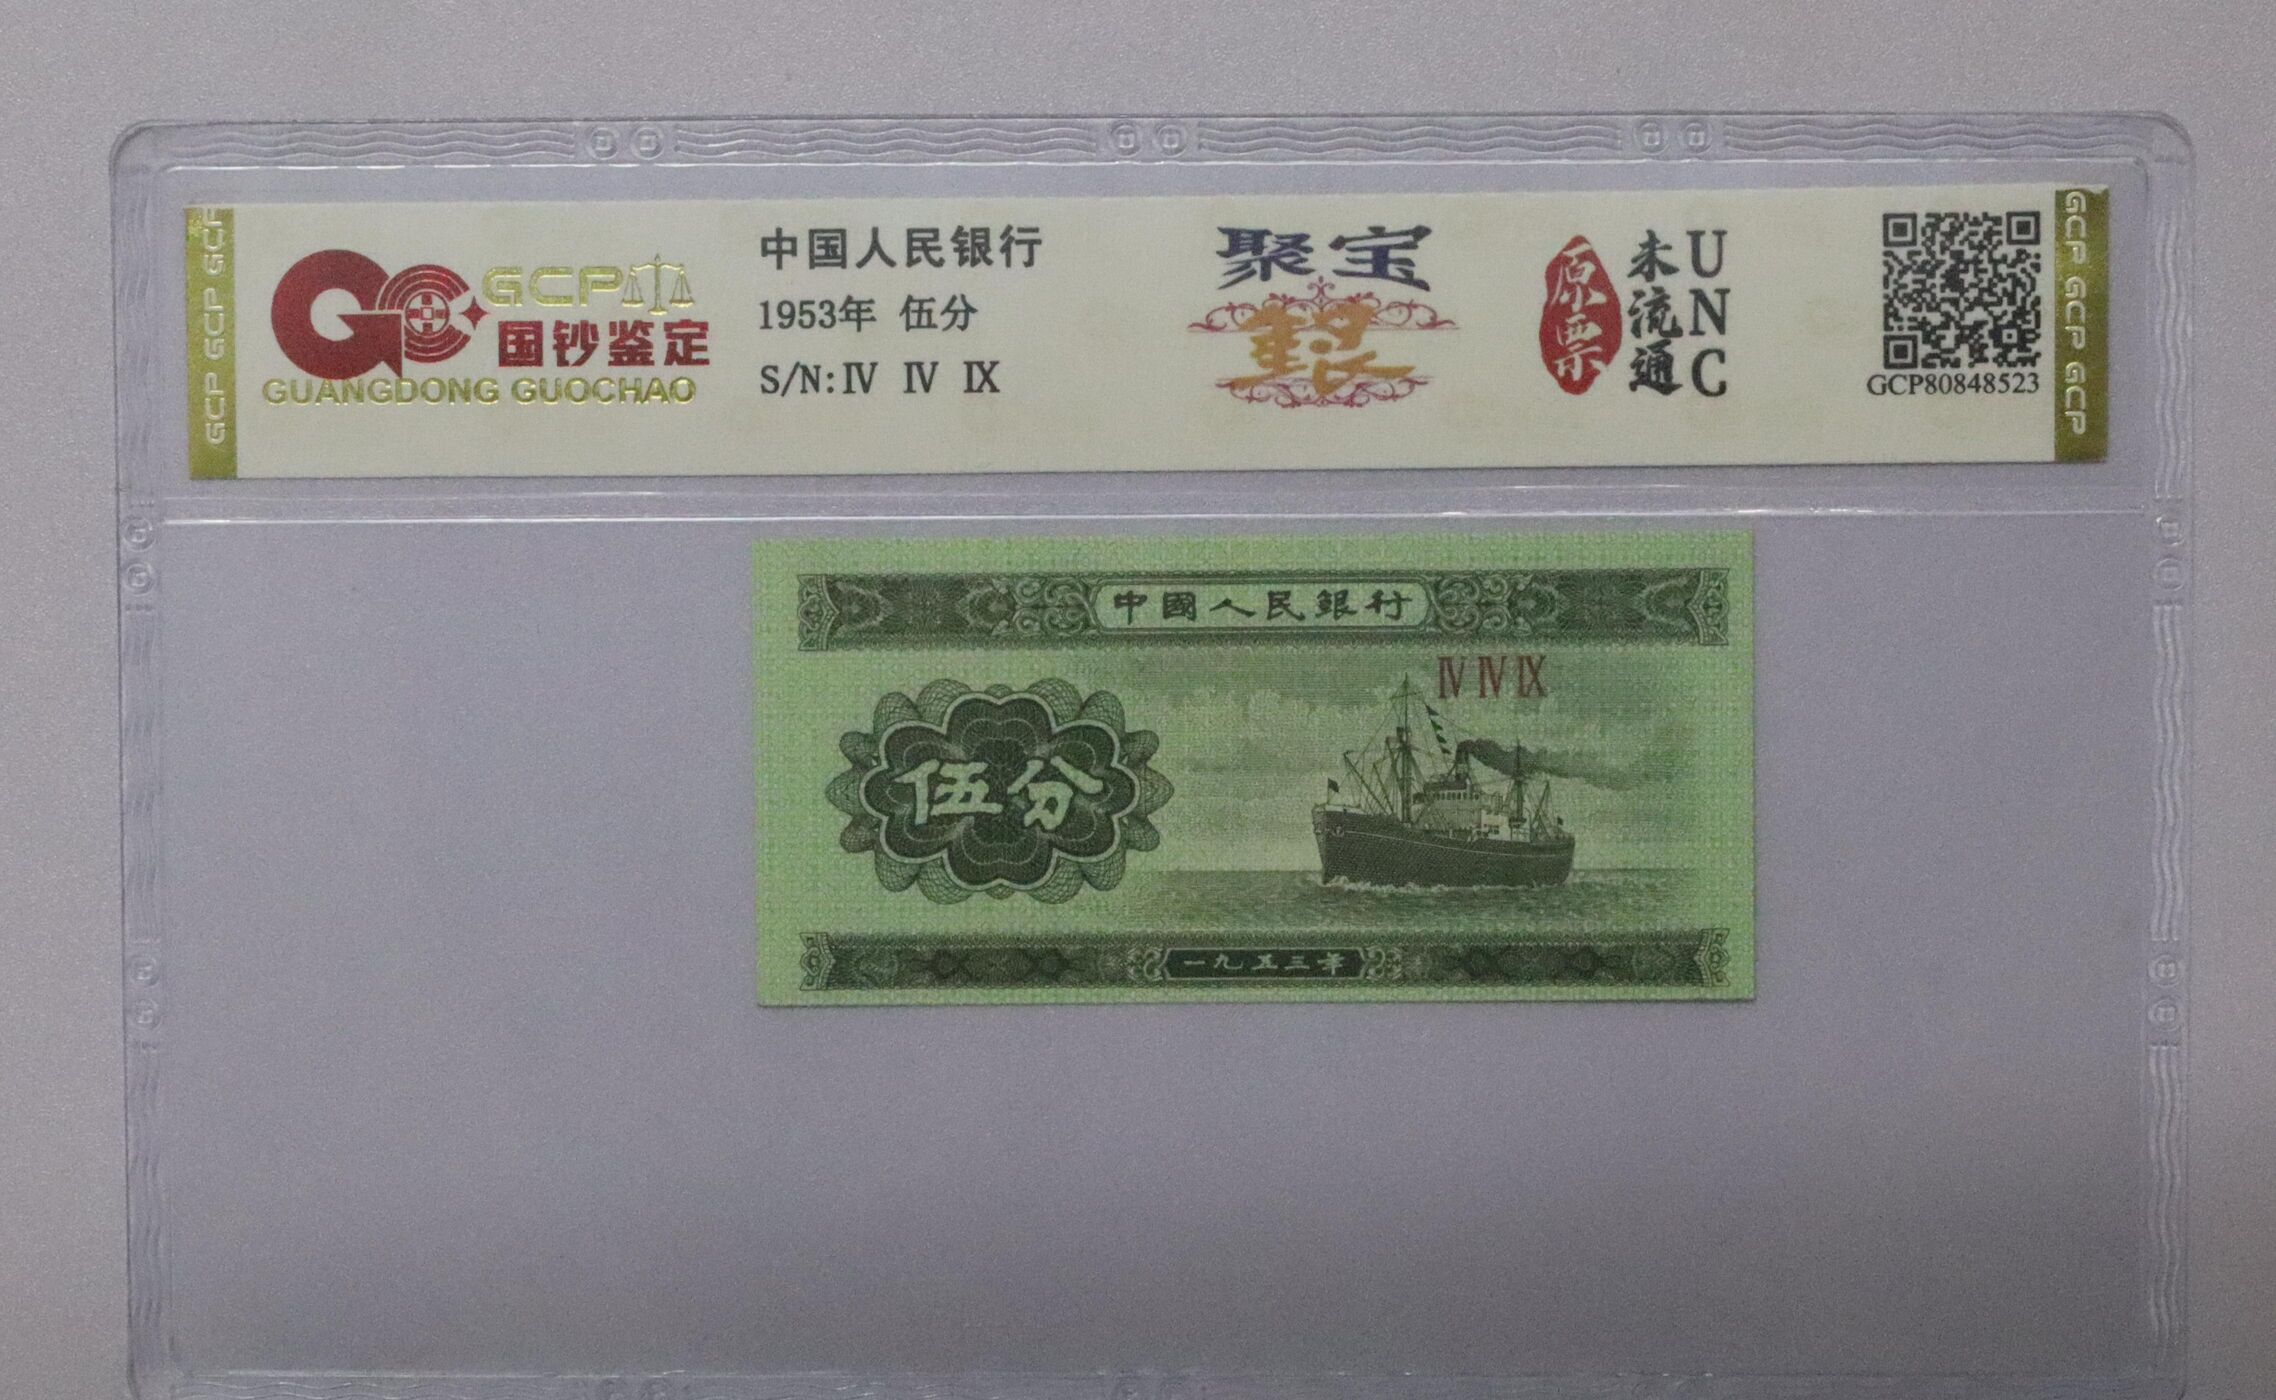 GCP GCP GCP
GCP
国钞鉴定
GUANGDONG GUOCHAO
中国人民银行
1953年 伍分
S/N: Ⅳ Ⅳ Ⅸ
聚宝
原票
未流通
UNC
GCP80848523
GCP GCP GCP
中國人民銀行
Ⅳ Ⅳ Ⅸ
伍分
一九五三年